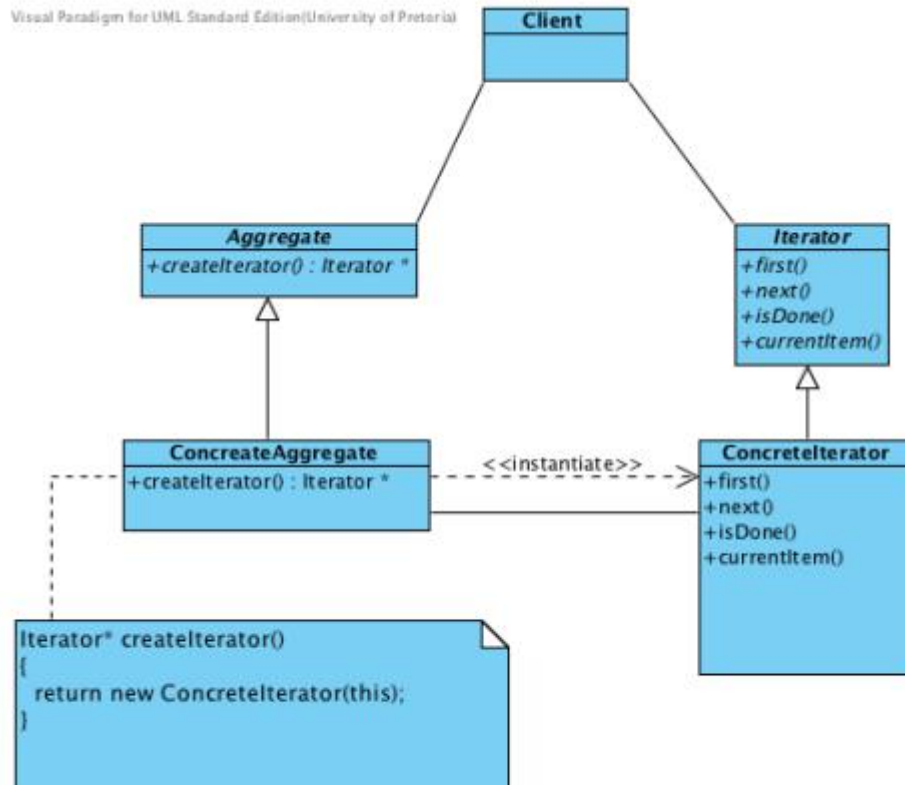 Visual Paradigm for UML Standard Edition(University of Pretoria)
Client
Aggregate
+createIterator() : Iterator *
Iterator
+first()
+next()
+isDone()
+currentItem()
ConcreateAggregate
+createIterator() : Iterator *
<<instantiate>>
ConcreteIterator
+first()
+next()
+isDone()
+currentItem()
Iterator* createIterator()
{
return new ConcreteIterator(this);
}